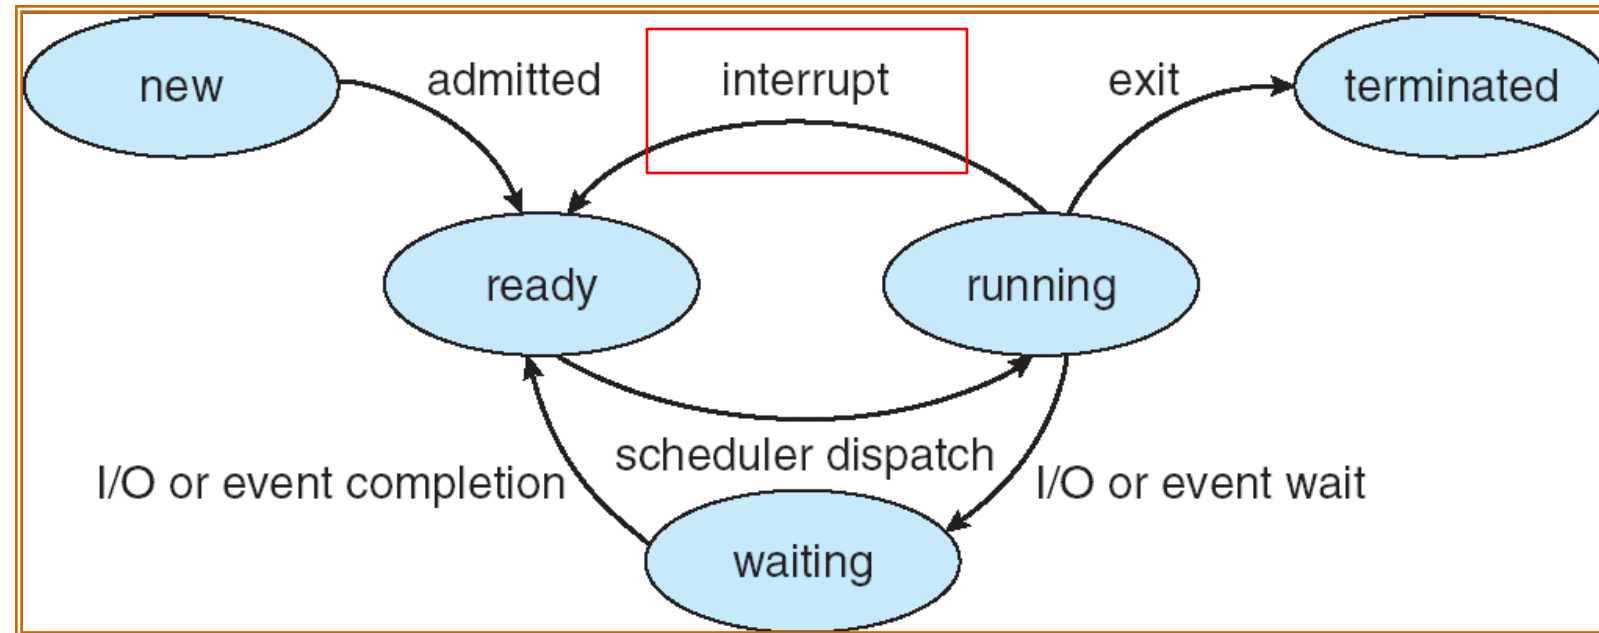 new
admitted
interrupt
exit
terminated
ready
running
scheduler dispatch
I/O or event completion
I/O or event wait
waiting